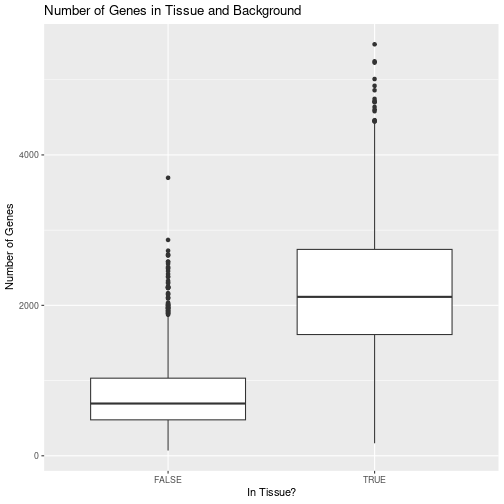 Number of Genes in Tissue and Background
Number of Genes
4000
2000
0
FALSE
TRUE
In Tissue?